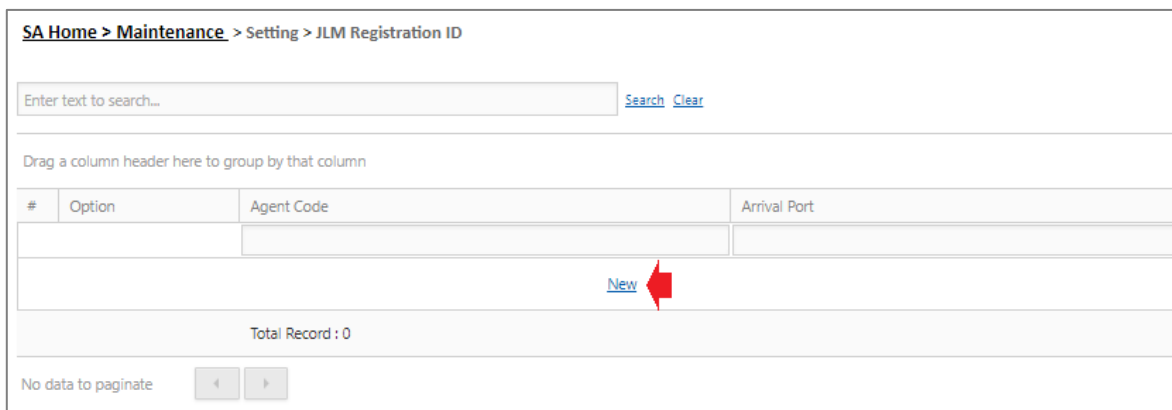 SA Home > Maintenance > Setting > JLM Registration ID
Enter text to search... Search Clear
Drag a column header here to group by that column
# Option Agent Code Arrival Port
New
Total Record : 0
No data to paginate